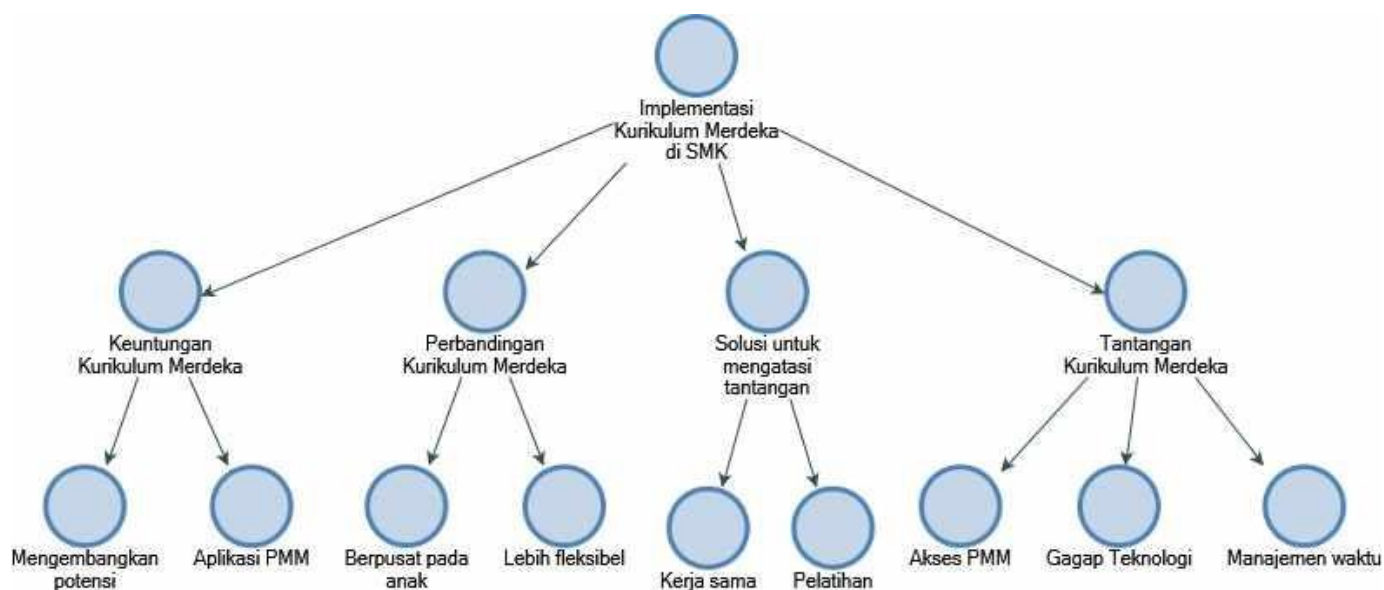 Implementasi
Kurikulum Merdeka
di SMK
Keuntungan
Kurikulum Merdeka
Perbandingan
Kurikulum Merdeka
Solusi untuk
mengatasi
tantangan
Tantangan
Kurikulum Merdeka
Mengembangkan
potensi
Aplikasi PMM
Berpusat pada
anak
Lebih fleksibel
Kerja sama
Pelatihan
Akses PMM
Gagap Teknologi
Manajemen waktu